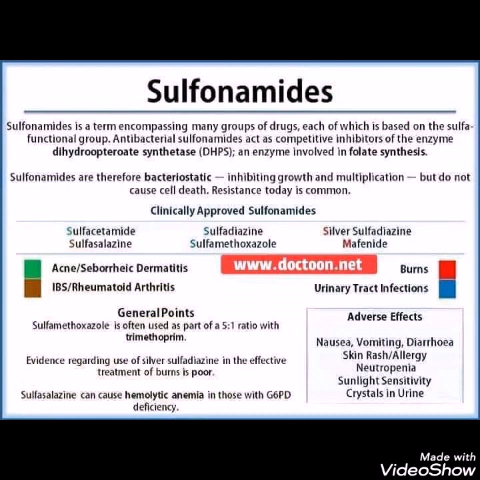 Sulfonamides
Sulfonamides is a term encompassing many groups of drugs, each of which is based on the sulfa-
functional group. Antibacterial sulfonamides act as competitive inhibitors of the enzyme
dihydroopteroate synthetase (DHPS); an enzyme involved in folate synthesis.
Sulfonamides are therefore bacteriostatic — inhibiting growth and multiplication — but do not
cause cell death. Resistance today is common.
Clinically Approved Sulfonamides
Sulfacetamide Sulfadiazine Silver Sulfadiazine
Sulfasalazine Sulfamethoxazole Mafenide
Acne/Seborrheic Dermatitis www.doctoon.net Burns
IBS/Rheumatoid Arthritis Urinary Tract Infections
General Points
Sulfamethoxazole is often used as part of a 5:1 ratio with
trimethoprim.
Evidence regarding use of silver sulfadiazine in the effective
treatment of burns is poor.
Sulfasalazine can cause hemolytic anemia in those with G6PD
deficiency.
Adverse Effects
Nausea, Vomiting, Diarrhoea
Skin Rash/Allergy
Neutropenia
Sunlight Sensitivity
Crystals in Urine
Made with
VideoShow